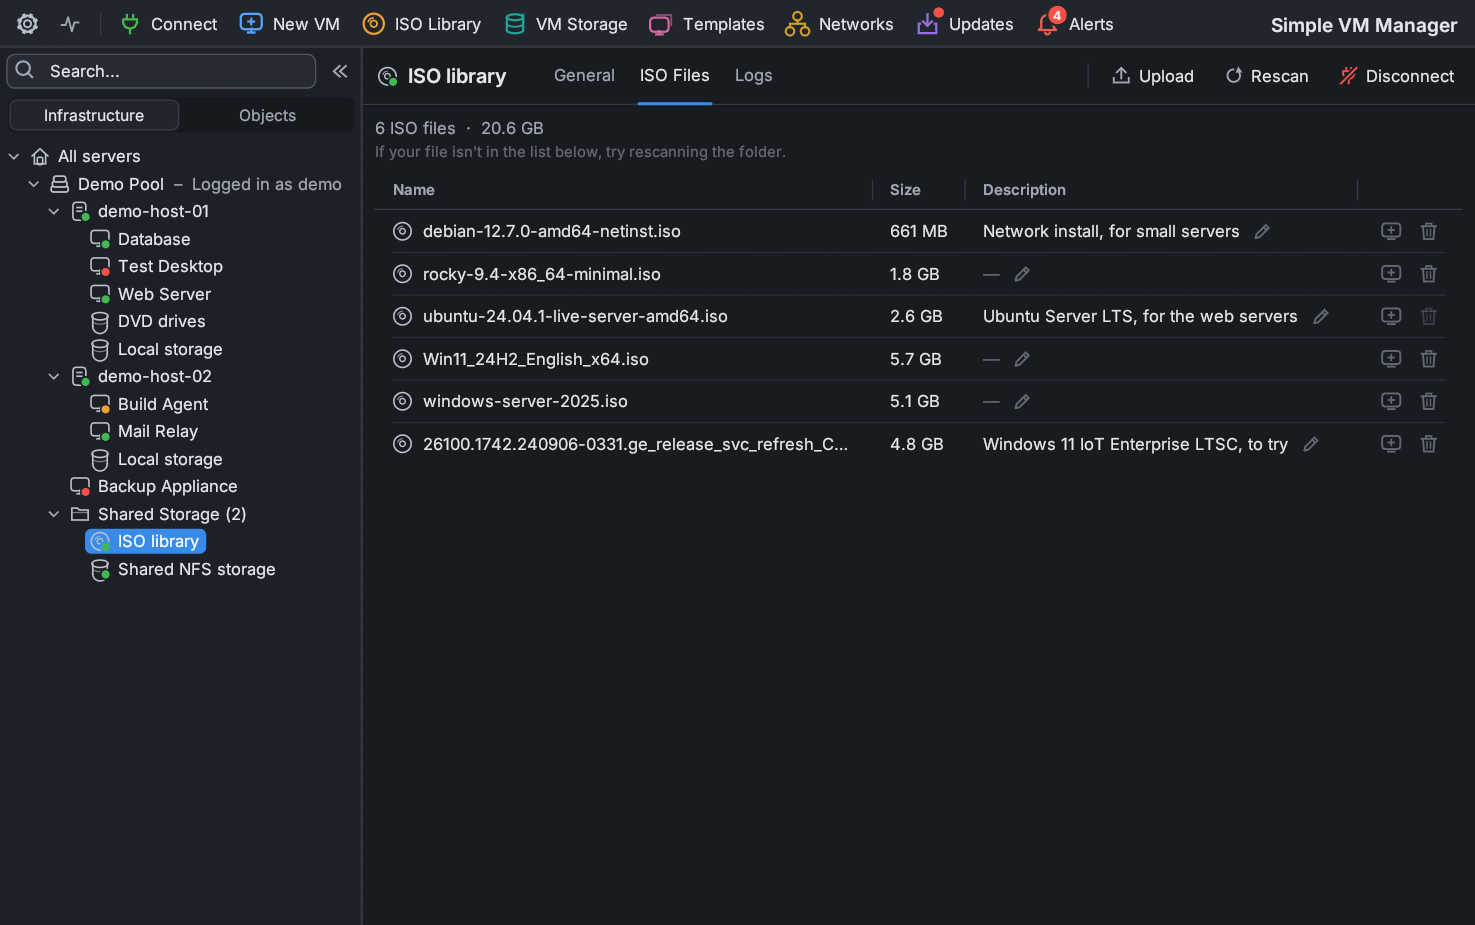 Connect New VM ISO Library VM Storage Templates Networks Updates 4 Alerts Simple VM Manager
Search...
ISO library General ISO Files Logs Upload Rescan Disconnect
Infrastructure Objects
All servers
Demo Pool – Logged in as demo
demo-host-01
Database
Test Desktop
Web Server
DVD drives
Local storage
demo-host-02
Build Agent
Mail Relay
Local storage
Backup Appliance
Shared Storage (2)
ISO library
Shared NFS storage
6 ISO files · 20.6 GB
If your file isn't in the list below, try rescanning the folder.
Name Size Description
debian-12.7.0-amd64-netinst.iso 661 MB Network install, for small servers
rocky-9.4-x86_64-minimal.iso 1.8 GB —
ubuntu-24.04.1-live-server-amd64.iso 2.6 GB Ubuntu Server LTS, for the web servers
Win11_24H2_English_x64.iso 5.7 GB —
windows-server-2025.iso 5.1 GB —
26100.1742.240906-0331.ge_release_svc_refresh_C... 4.8 GB Windows 11 IoT Enterprise LTSC, to try